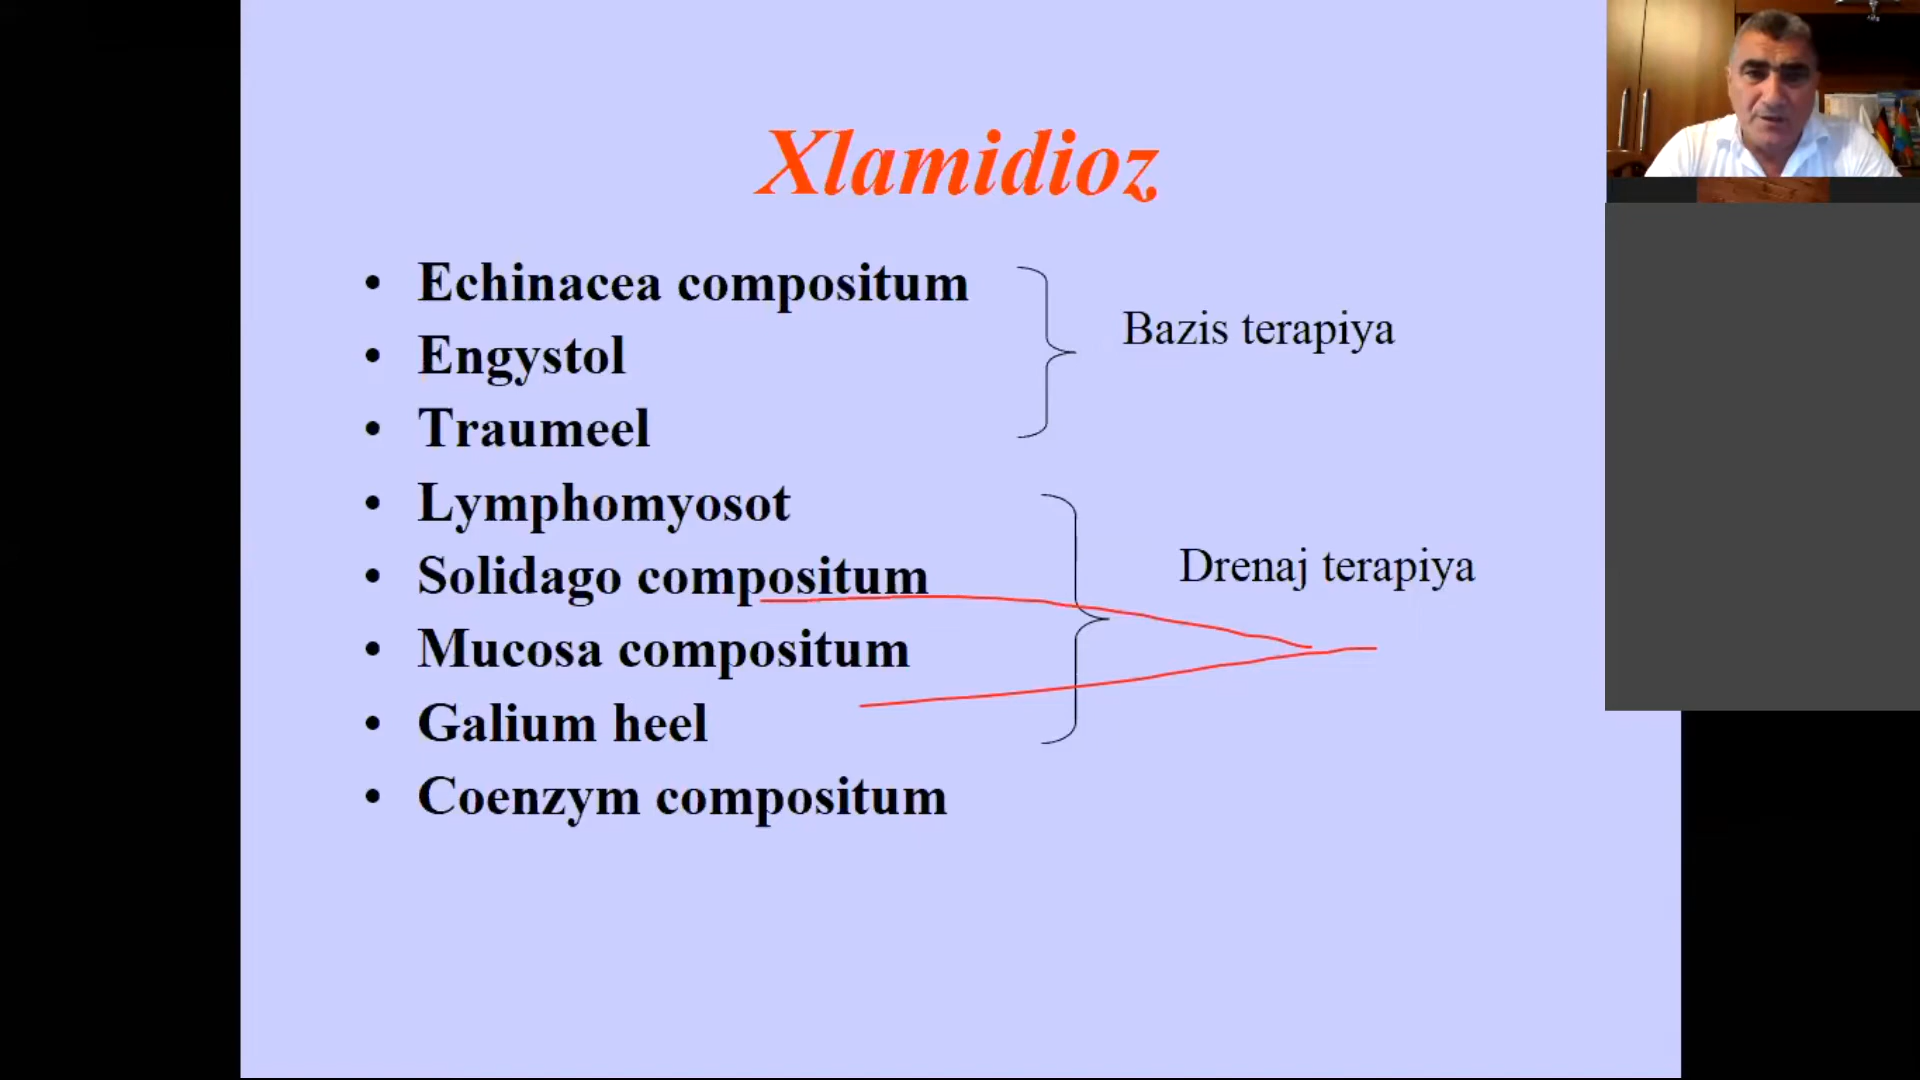 Xlamidioz
• Echinacea compositum
• Engystol
• Traumeel
Bazis terapiya
• Lymphomyosot
• Solidago compositum
• Mucosa compositum
• Galium heel
Drenaj terapiya
• Coenzym compositum